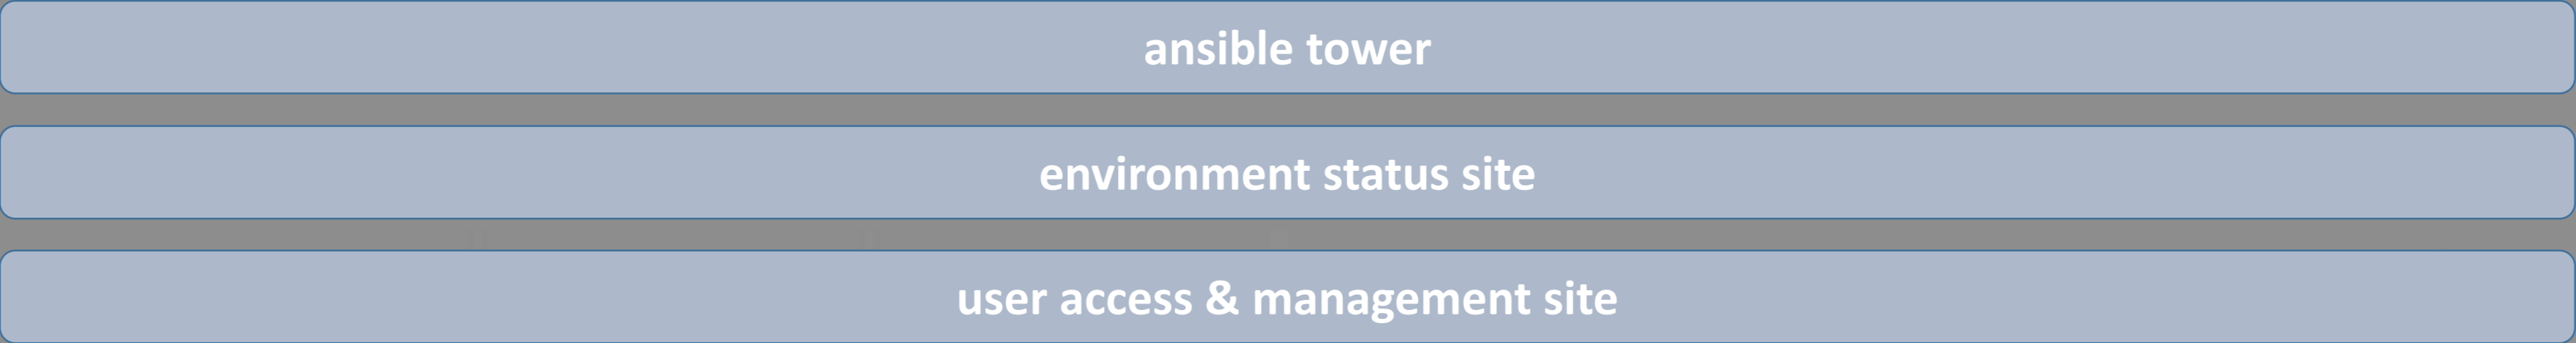 ansible tower
environment status site
user access & management site